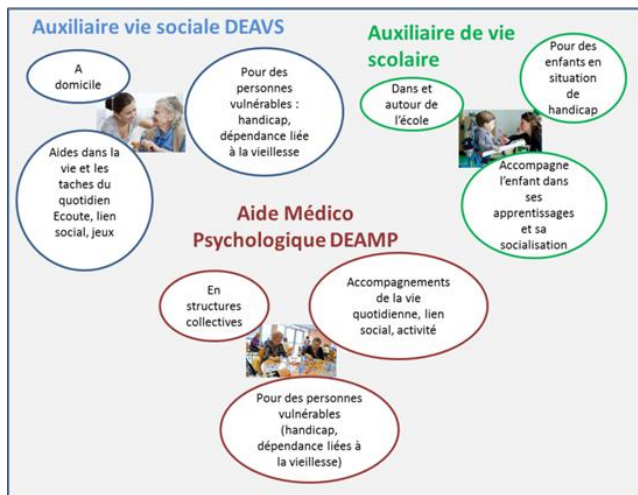 Auxiliaire vie sociale DEAVS
A
domicile
Pour des
personnes
vulnérables :
handicap,
dépendance liée
à la vieillesse
Aides dans la
vie et les
taches du
quotidien
Ecoute, lien
social, jeux
Auxiliaire de vie
scolaire
Dans et
autour de
l'école
Pour des
enfants en
situation
de
handicap
Accompagne
l'enfant dans
ses
apprentissages
et sa
socialisation
Aide Médico
Psychologique DEAMP
En
structures
collectives
Accompagnements
de la vie
quotidienne, lien
social, activité
Pour des personnes
vulnérables
(handicap,
dépendance liées à
la vieillesse)